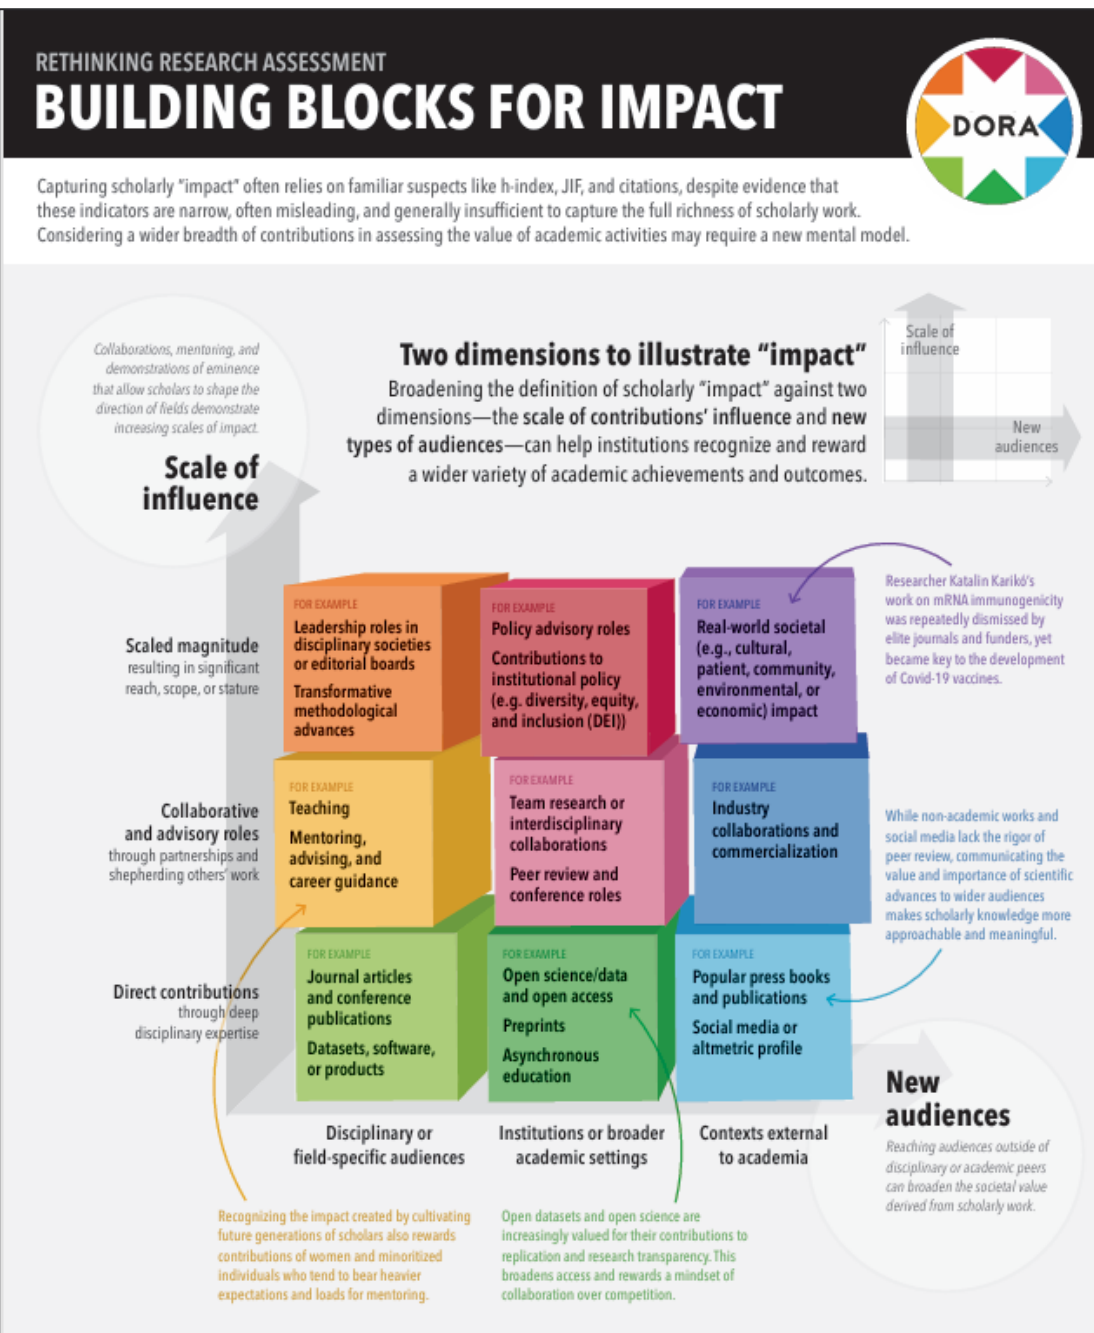 RETHINKING RESEARCH ASSESSMENT
BUILDING BLOCKS FOR IMPACT
DORA
Capturing scholarly "impact" often relies on familiar suspects like h-index, JIF, and citations, despite evidence that
these indicators are narrow, often misleading, and generally insufficient to capture the full richness of scholarly work.
Considering a wider breadth of contributions in assessing the value of academic activities may require a new mental model.
Collaborations, mentoring, and
demonstrations of eminence
that allow scholars to shape the
direction of fields demonstrate
increasing scales of impact.
Scale of
influence
Two dimensions to illustrate "impact"
Broadening the definition of scholarly "impact" against two
dimensions—the scale of contributions' influence and new
types of audiences—can help institutions recognize and reward
a wider variety of academic achievements and outcomes.
Scale of
influence
New
audiences
Scaled magnitude
resulting in significant
reach, scope, or stature
FOR EXAMPLE
Leadership roles in
disciplinary societies
or editorial boards
Transformative
methodological
advances
FOR EXAMPLE
Policy advisory roles
Contributions to
institutional policy
(e.g. diversity, equity,
and inclusion (DEI))
FOR EXAMPLE
Real-world societal
(e.g., cultural,
patient, community,
environmental, or
economic) impact
Researcher Katalin Karikó's
work on mRNA immunogenicity
was repeatedly dismissed by
elite journals and funders, yet
became key to the development
of Covid-19 vaccines.
Collaborative
and advisory roles
through partnerships and
shepherding others' work
FOR EXAMPLE
Teaching
Mentoring,
advising, and
career guidance
FOR EXAMPLE
Team research or
interdisciplinary
collaborations
Peer review and
conference roles
FOR EXAMPLE
Industry
collaborations and
commercialization
While non-academic works and
social media lack the rigor of
peer review, communicating the
value and importance of scientific
advances to wider audiences
makes scholarly knowledge more
approachable and meaningful.
Direct contributions
through deep
disciplinary expertise
FOR EXAMPLE
Journal articles
and conference
publications
Datasets, software,
or products
FOR EXAMPLE
Open science/data
and open access
Preprints
Asynchronous
education
FOR EXAMPLE
Popular press books
and publications
Social media or
altmetric profile
New
audiences
Reaching audiences outside of
disciplinary or academic peers
can broaden the societal value
derived from scholarly work.
Disciplinary or
field-specific audiences
Institutions or broader
academic settings
Contexts external
to academia
Recognizing the impact created by cultivating
future generations of scholars also rewards
contributions of women and minoritized
individuals who tend to bear heavier
expectations and loads for mentoring.
Open datasets and open science are
increasingly valued for their contributions to
replication and research transparency. This
broadens access and rewards a mindset of
collaboration over competition.